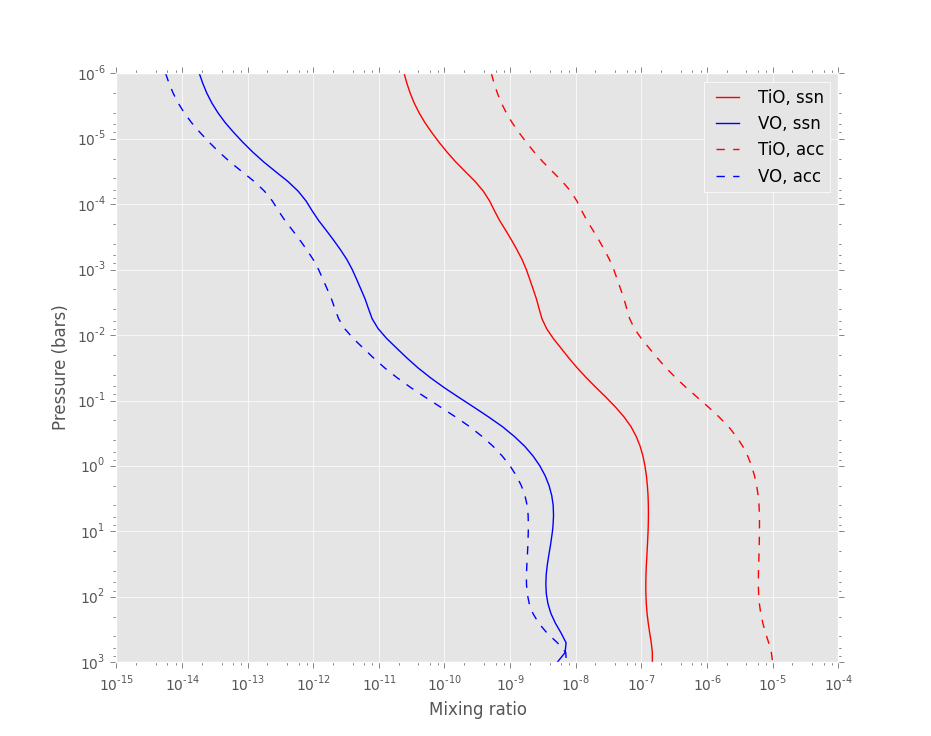 10^-6
10^-5
10^-4
10^-3
10^-2
10^-1
10^0
10^1
10^2
10^3
Pressure (bars)
TiO, ssn
VO, ssn
TiO, acc
VO, acc
10^-15 10^-14 10^-13 10^-12 10^-11 10^-10 10^-9 10^-8 10^-7 10^-6 10^-5 10^-4
Mixing ratio